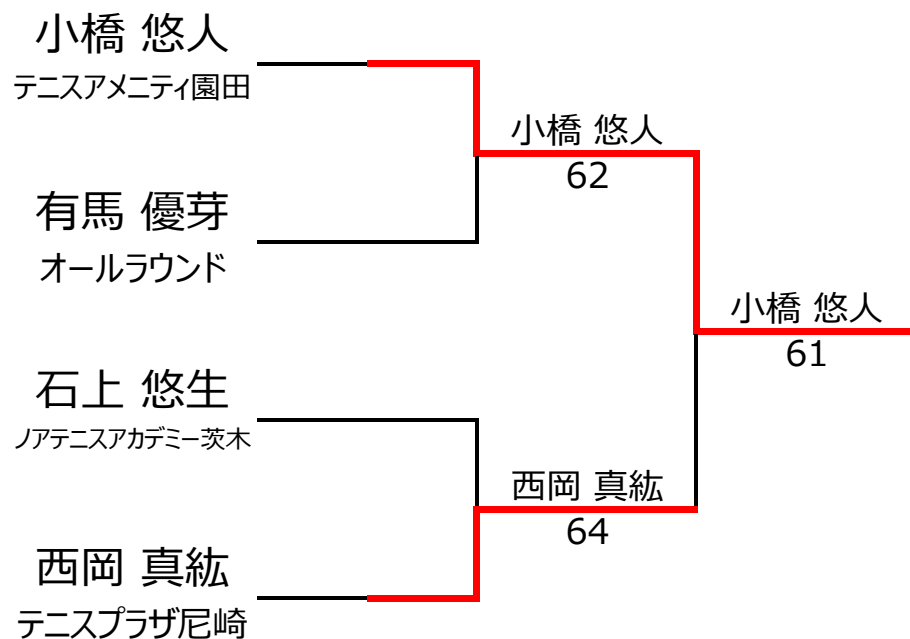 小橋 悠人
テニスアメニティ園田
小橋 悠人
62
有馬 優芽
オールラウンド
小橋 悠人
61
石上 悠生
ノアテニスアカデミー茨木
西岡 真紘
64
西岡 真紘
テニスプラザ尼崎